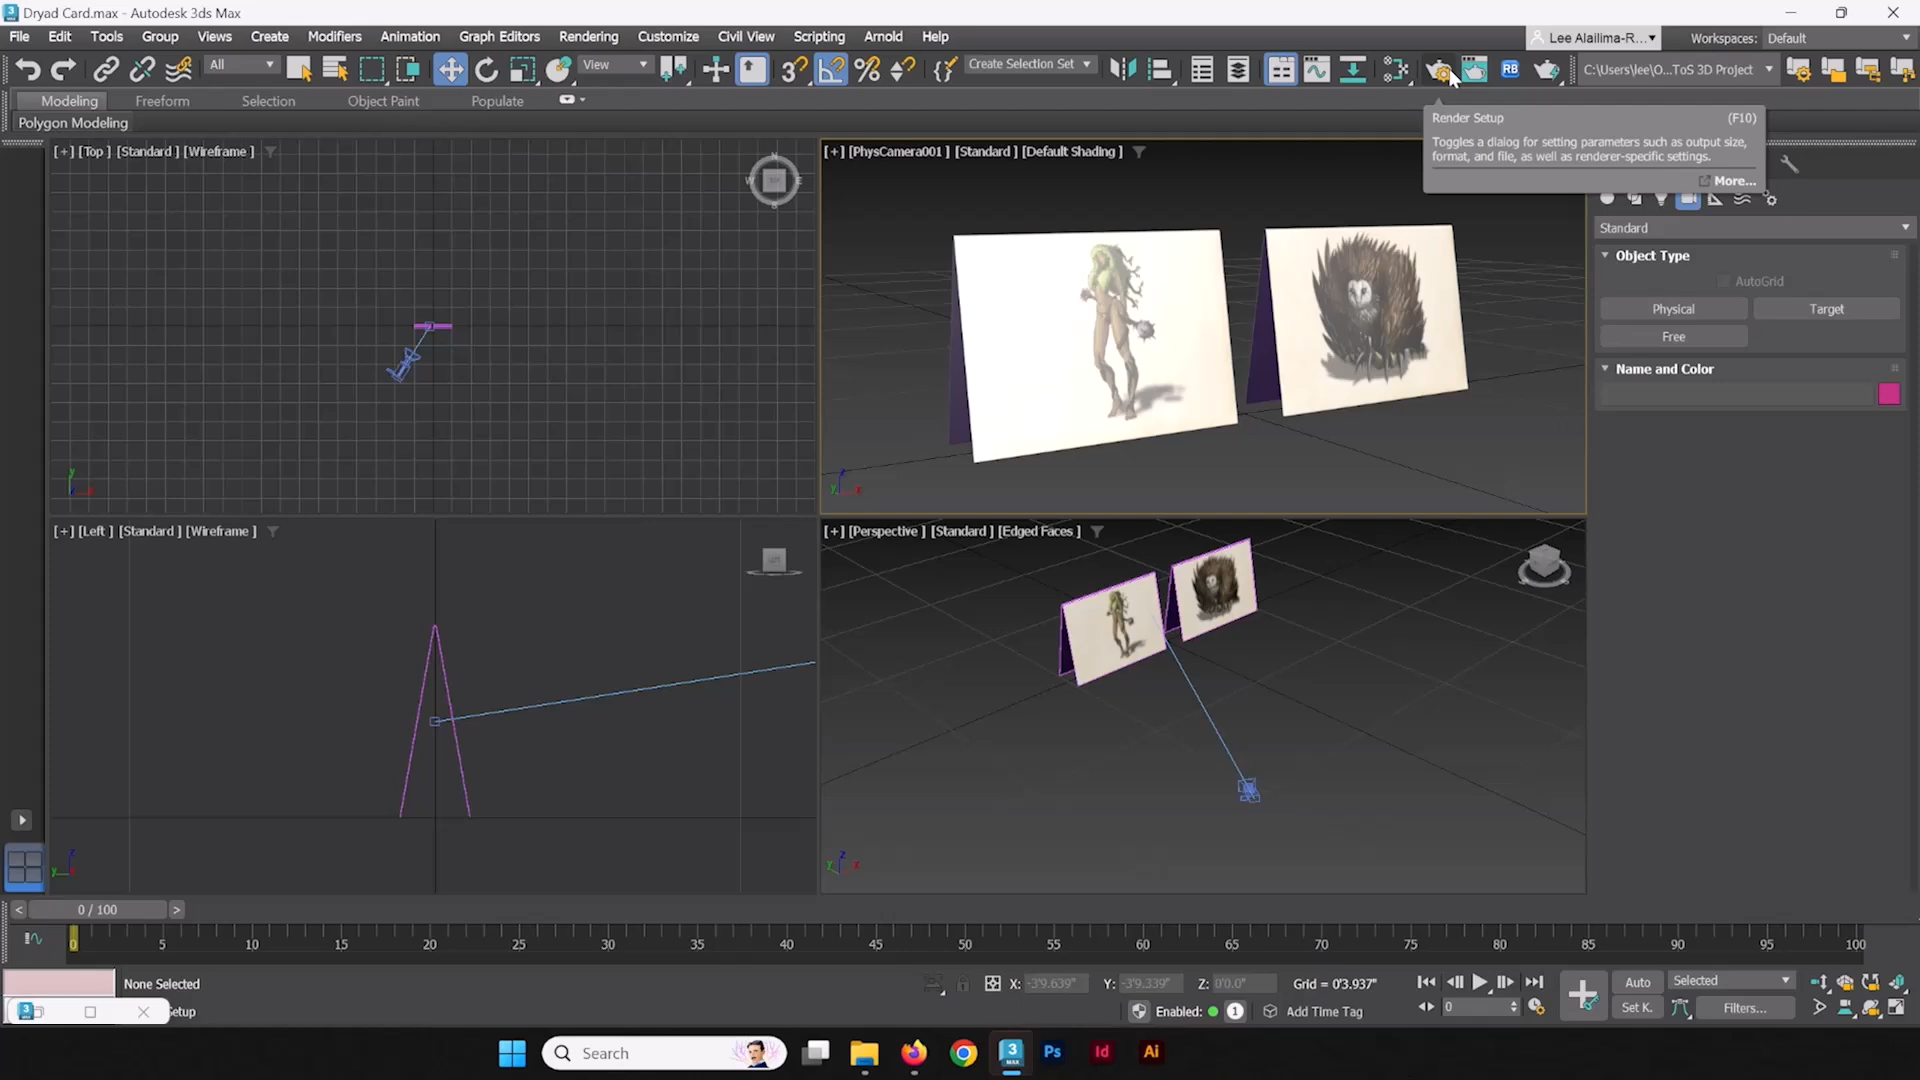 Dryad Card.max - Autodesk 3ds Max
File Edit Tools Group Views Create Modifiers Animation Graph Editors Rendering Customize Civil View Scripting Arnold Help
Lee Alailima-R... Workspaces: Default
All View Create Selection Set RB C:\Users\lee\O...ToS 3D Project
Modeling Freeform Selection Object Paint Populate
Polygon Modeling
Render Setup (F10)
Toggles a dialog for setting parameters such as output size,
format, and file, as well as renderer-specific settings.
More...
[+] [Top ] [Standard ] [Wireframe ]
[+] [PhysCamera001 ] [Standard ] [Default Shading ]
Standard
Object Type
AutoGrid
Physical Target
Free
Name and Color
[+] [Left ] [Standard ] [Wireframe ]
[+] [Perspective ] [Standard ] [Edged Faces ]
< 0 / 100 >
0 5 10 15 20 25 30 35 40 45 50 55 60 65 70 75 80 85 90 95 100
None Selected X: -3'9.639" Y: -3'9.339" Z: 0'0.0" Grid = 0'3.937" Auto Selected
Setup Enabled: 1 Add Time Tag 0 Set K. Filters...
Search Ps Id Ai